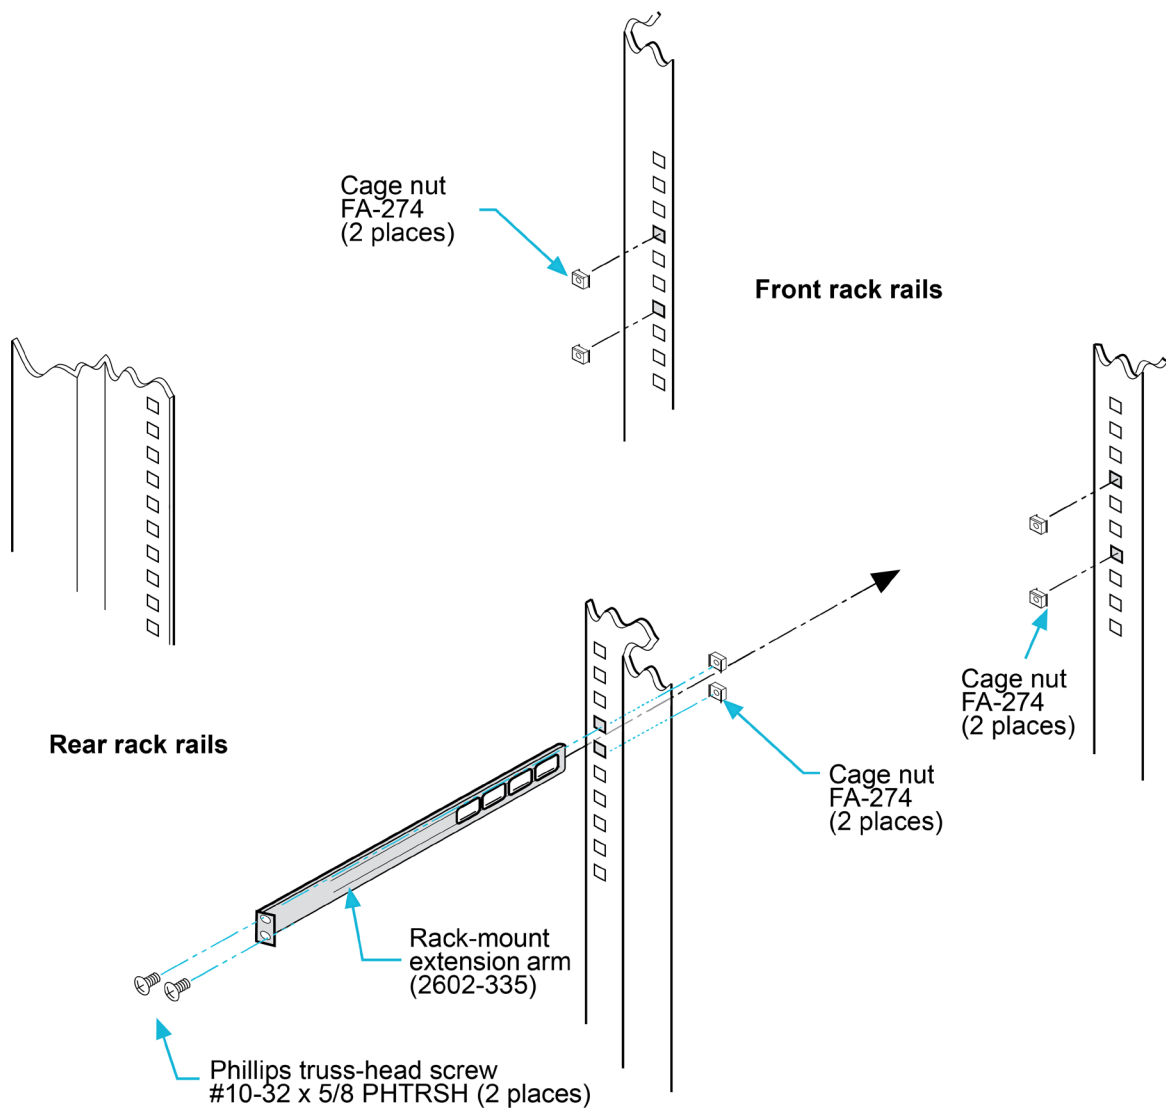 Cage nut
FA-274
(2 places)
Front rack rails
Cage nut
FA-274
(2 places)
Rear rack rails
Cage nut
FA-274
(2 places)
Rack-mount
extension arm
(2602-335)
Phillips truss-head screw
#10-32 x 5/8 PHTRSH (2 places)